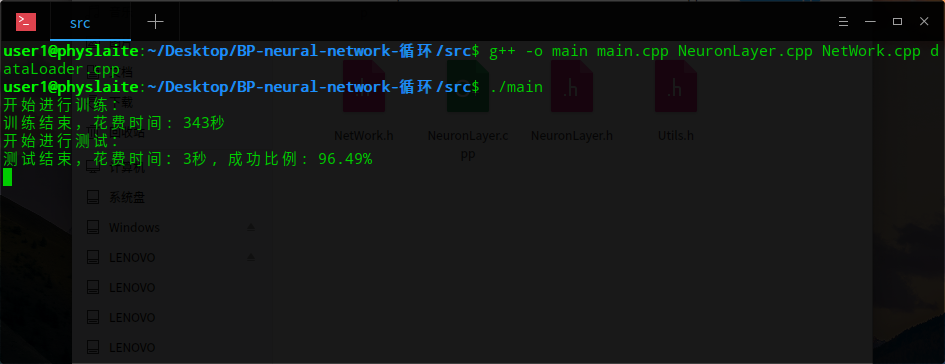 src
user1@physlaite:~/Desktop/BP-neural-network-循环/src$ g++ -o main main.cpp NeuronLayer.cpp NetWork.cpp d
ataLoader.cpp
user1@physlaite:~/Desktop/BP-neural-network-循环/src$ ./main
开始进行训练：
训练结束，花费时间：343秒
开始进行测试：
测试结束，花费时间：3秒，成功比例：96.49%
NetWork.h
NeuronLayer.c
pp
NeuronLayer.h
Utils.h
.h
.h
计算机
系统盘
Windows
LENOVO
LENOVO
LENOVO
LENOVO